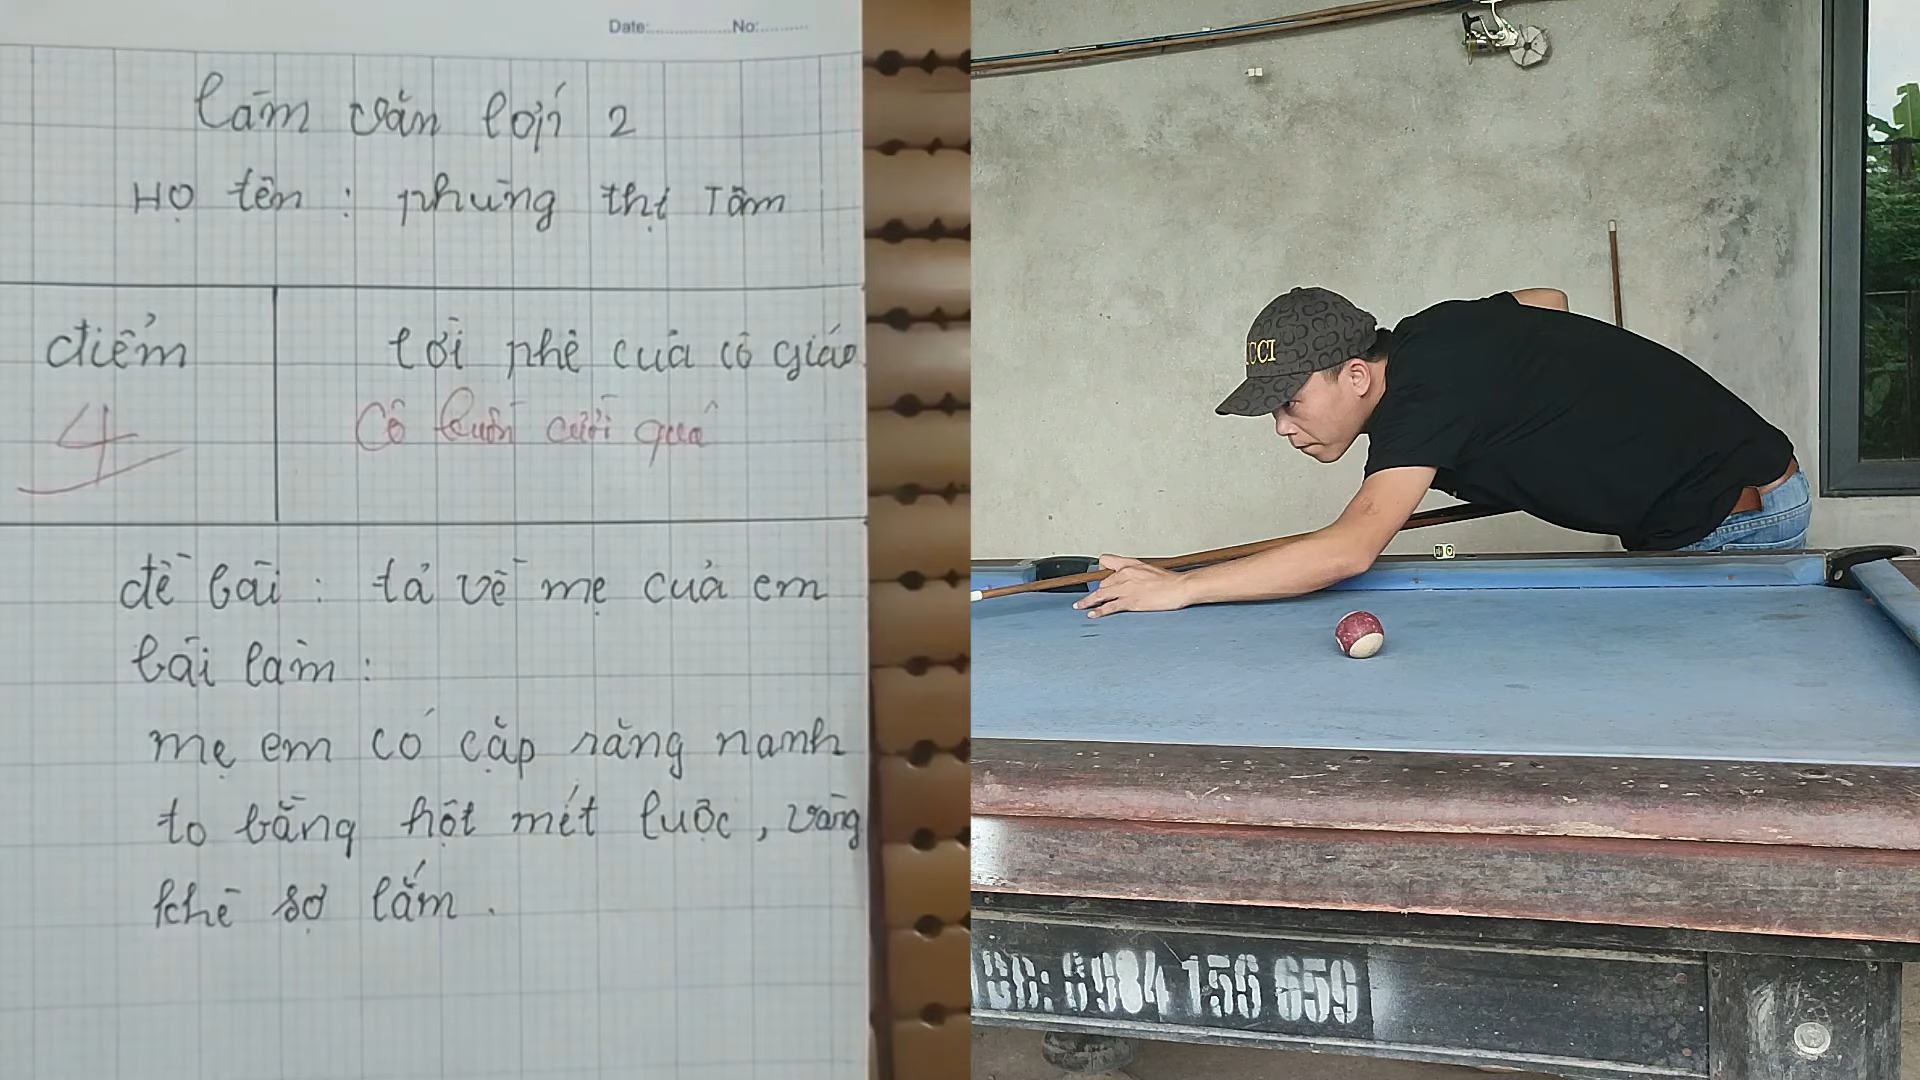 Date:..................No:...........
Làm văn lớp 2
Họ tên : phùng thị Tâm
điểm
lời phê của cô giáo
4
Cô buồn cười quá
đề bài : tả về mẹ của em
bài làm :
mẹ em có cặp răng nanh
to bằng hột mít luộc, vàng
khè sợ lắm .
CCI
6984 156 659